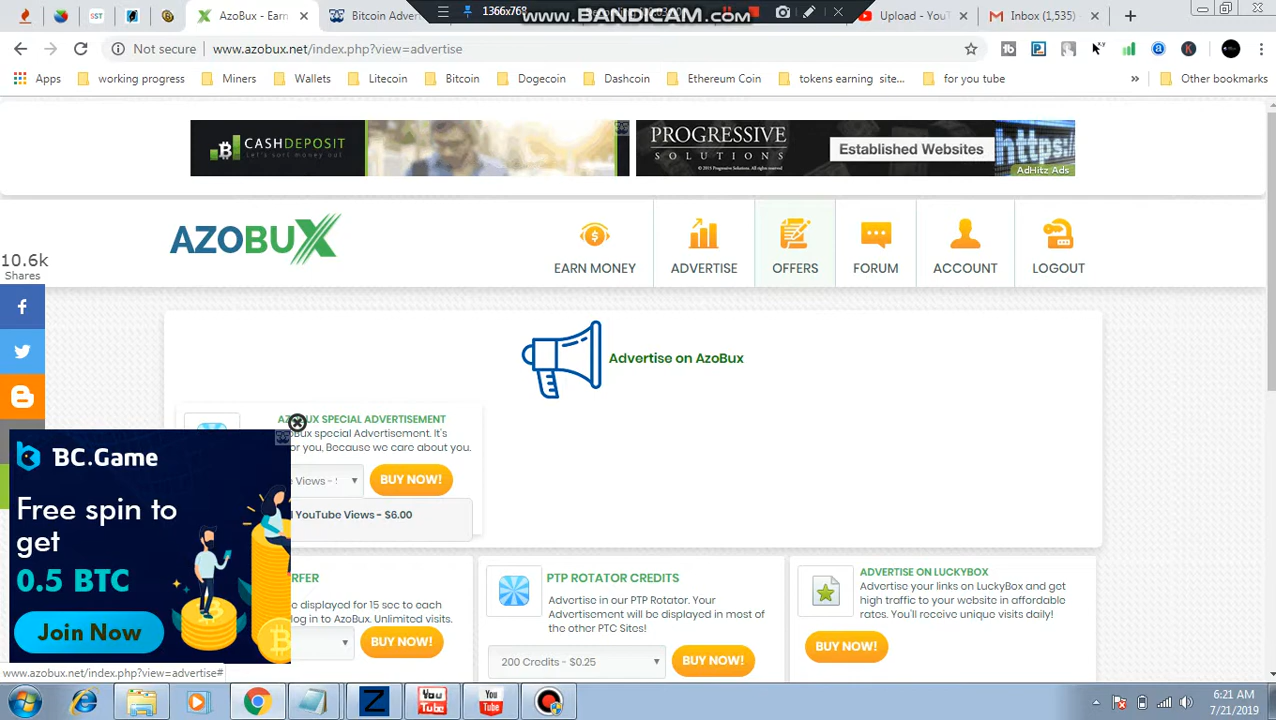 1366x768
www.BANDICAM.com
AzoBux - Earn
Bitcoin Adver
Upload - YouT
Inbox (1,535)
Not secure
www.azobux.net/index.php?view=advertise
Apps
working progress
Miners
Wallets
Litecoin
Bitcoin
Dogecoin
Dashcoin
Ethereum Coin
tokens earning site...
for you tube
Other bookmarks
CASHDEPOSIT
Let's sort money out
PROGRESSIVE
SOLUTIONS
Established Websites
https
AdHitz Ads
AZOBUX
EARN MONEY
ADVERTISE
OFFERS
FORUM
ACCOUNT
LOGOUT
10.6k
Shares
Advertise on AzoBux
AZOBUX SPECIAL ADVERTISEMENT
Bux special Advertisement. It's
or you, Because we care about you.
Views -
BUY NOW!
YouTube Views - $6.00
BC.Game
Free spin to
get
0.5 BTC
Join Now
RFER
be displayed for 15 sec to each
log in to AzoBux. Unlimited visits.
BUY NOW!
PTP ROTATOR CREDITS
Advertise in our PTP Rotator. Your
Advertisement will be displayed in most of
the other PTC Sites!
200 Credits - $0.25
BUY NOW!
ADVERTISE ON LUCKYBOX
Advertise your links on LuckyBox and get
high traffic to your website in affordable
rates. You'll receive unique visits daily!
BUY NOW!
www.azobux.net/index.php?view=advertise#
6:21 AM
7/21/2019